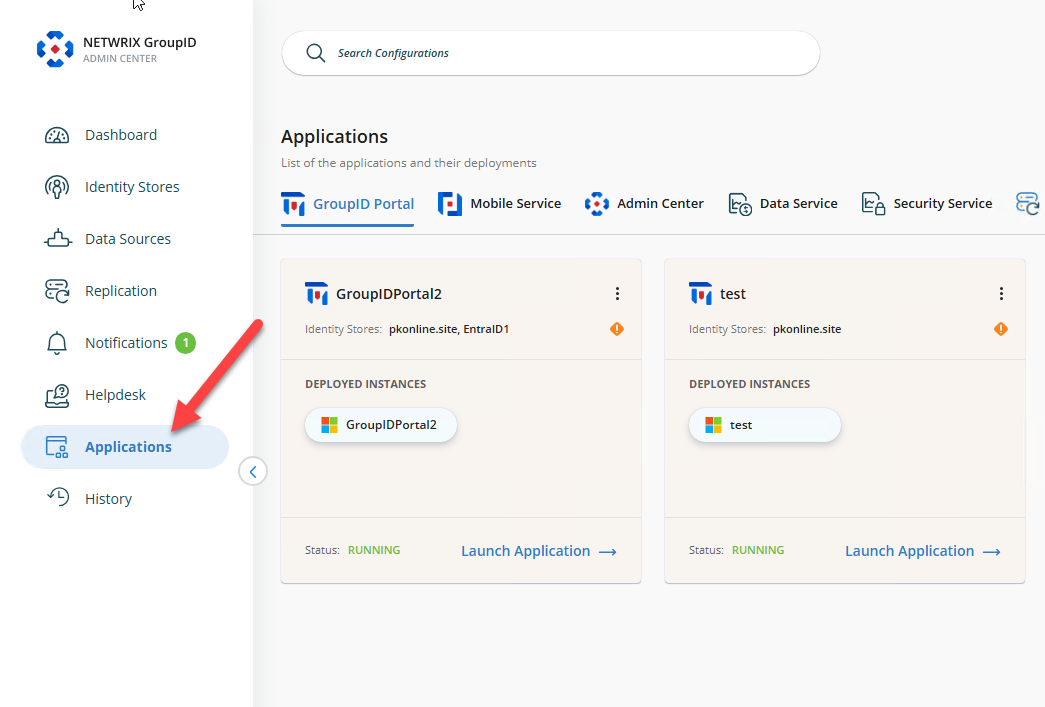 NETWRIX GroupID
ADMIN CENTER
Dashboard
Identity Stores
Data Sources
Replication
Notifications 1
Helpdesk
Applications
History
Search Configurations
Applications
List of the applications and their deployments
GroupID Portal Mobile Service Admin Center Data Service Security Service
GroupIDPortal2
Identity Stores: pkonline.site, EntraID1
DEPLOYED INSTANCES
GroupIDPortal2
Status: RUNNING Launch Application →
test
Identity Stores: pkonline.site
DEPLOYED INSTANCES
test
Status: RUNNING Launch Application →